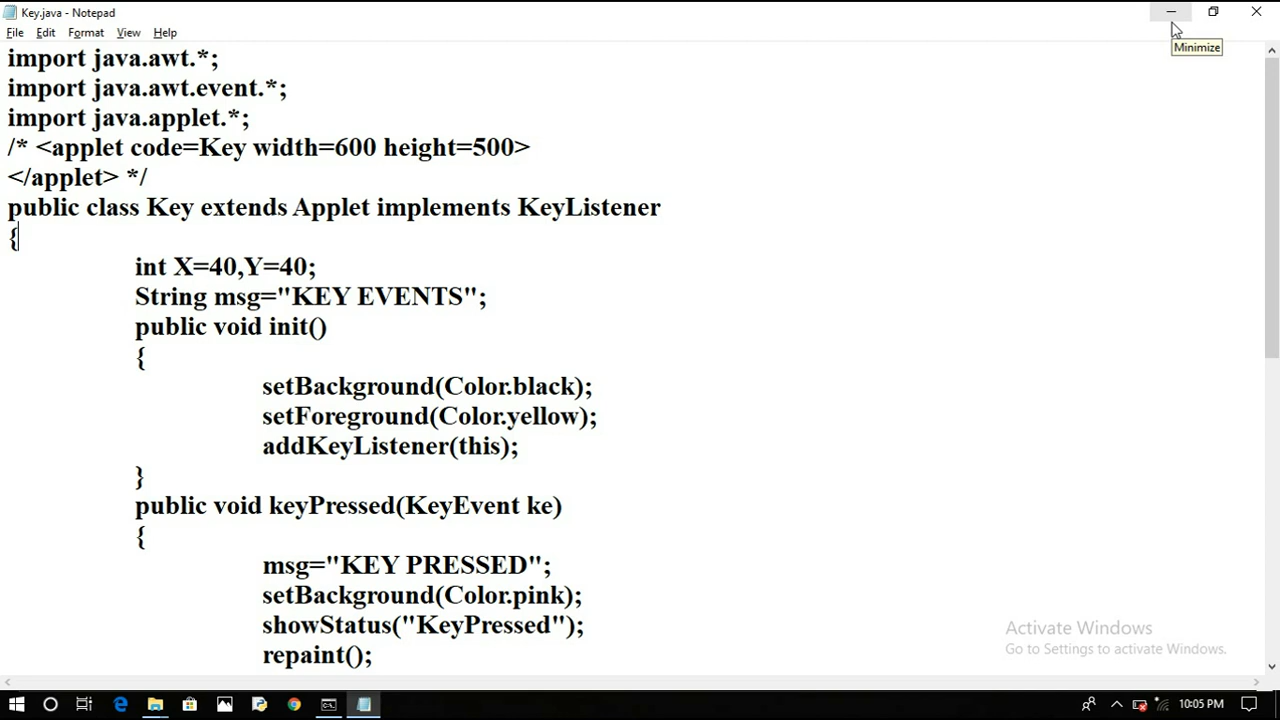 Key.java - Notepad
File Edit Format View Help
Minimize
import java.awt.*;
import java.awt.event.*;
import java.applet.*;
/* <applet code=Key width=600 height=500>
</applet> */
public class Key extends Applet implements KeyListener
{
int X=40,Y=40;
String msg="KEY EVENTS";
public void init()
{
setBackground(Color.black);
setForeground(Color.yellow);
addKeyListener(this);
}
public void keyPressed(KeyEvent ke)
{
msg="KEY PRESSED";
setBackground(Color.pink);
showStatus("KeyPressed");
repaint();
Activate Windows
Go to Settings to activate Windows.
10:05 PM